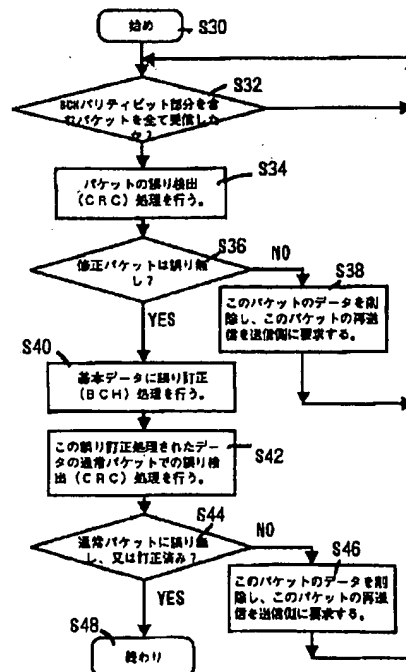 始め
S30
S32
BCHパリティビット部分を含
むパケットを全て受信した
か?
S34
パケットの誤り検出
(CRC)処理を行う。
S36
修正パケットは誤り無
し?
NO
S38
このパケットのデータを削
除し、このパケットの再送
信を送信側に要求する。
YES
S40
基本データに誤り訂正
(BCH)処理を行う。
この誤り訂正処理されたデー
タの通常パケットでの誤り検
出(CRC)処理を行う。
S42
S44
通常パケットに誤り無
し、又は訂正済み?
NO
S46
このパケットのデータを削
除し、このパケットの再送
信を送信側に要求する。
YES
S48
終わり